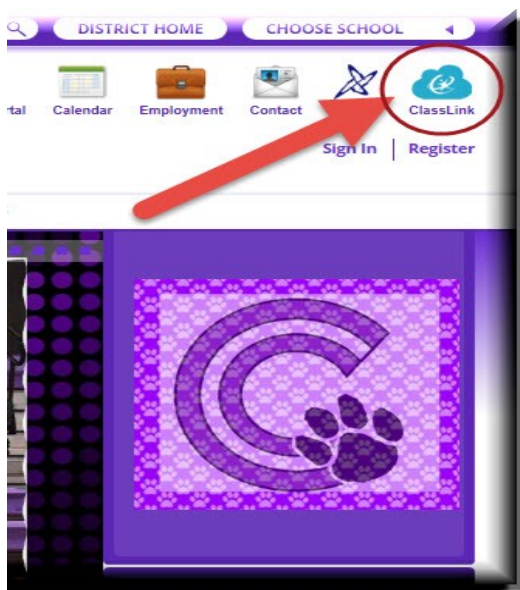 DISTRICT HOME CHOOSE SCHOOL
rtal Calendar Employment Contact ClassLink
Sign In | Register